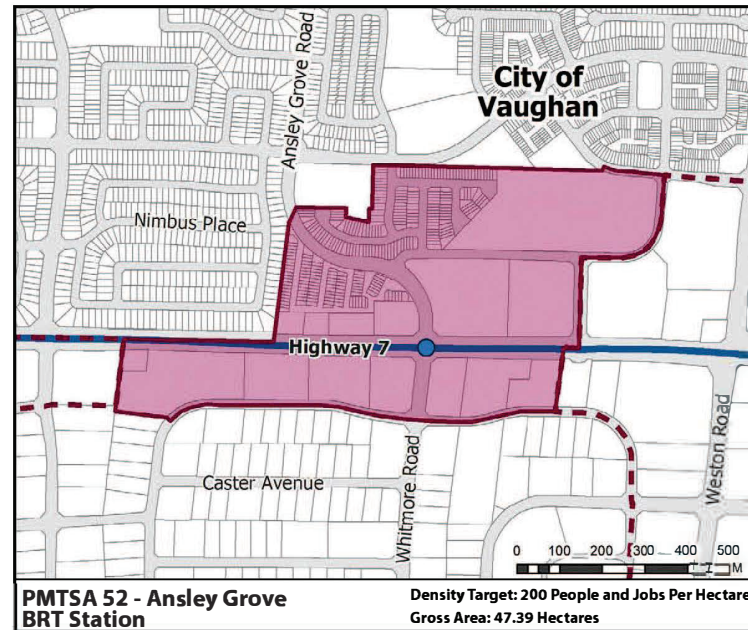 City of
Vaughan
Ansley Grove Road
Nimbus Place
Highway 7
Caster Avenue
Whitmore Road
Weston Road
0 100 200 300 400 500
M
PMTSA 52 - Ansley Grove
BRT Station
Density Target: 200 People and Jobs Per Hectare
Gross Area: 47.39 Hectares